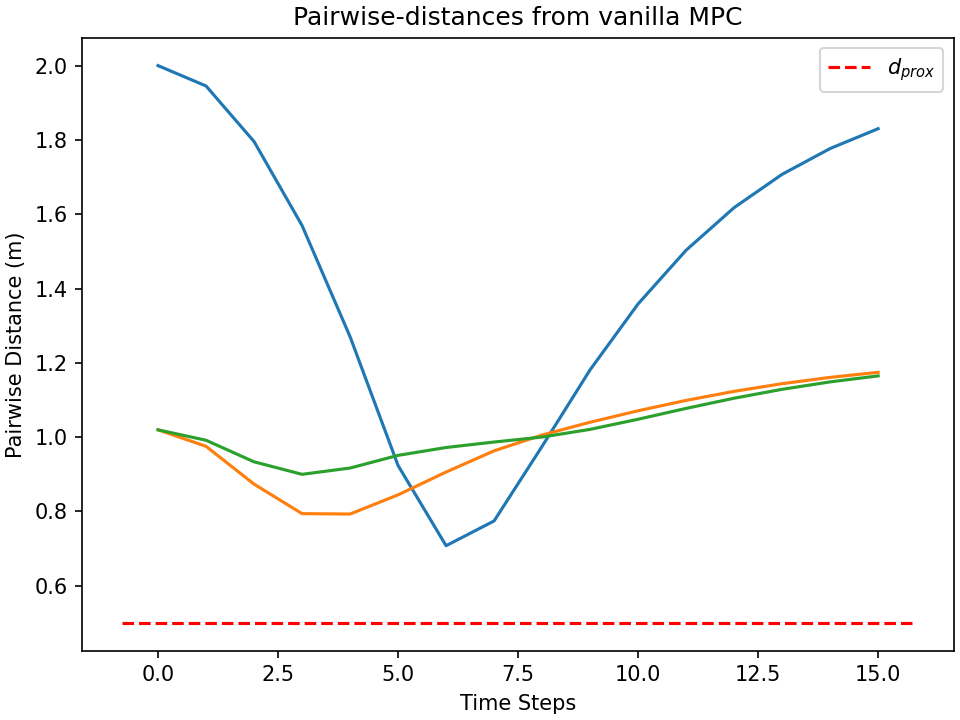 Pairwise-distances from vanilla MPC
d_{prox}
2.0
1.8
1.6
1.4
1.2
1.0
0.8
0.6
Pairwise Distance (m)
0.0 2.5 5.0 7.5 10.0 12.5 15.0
Time Steps